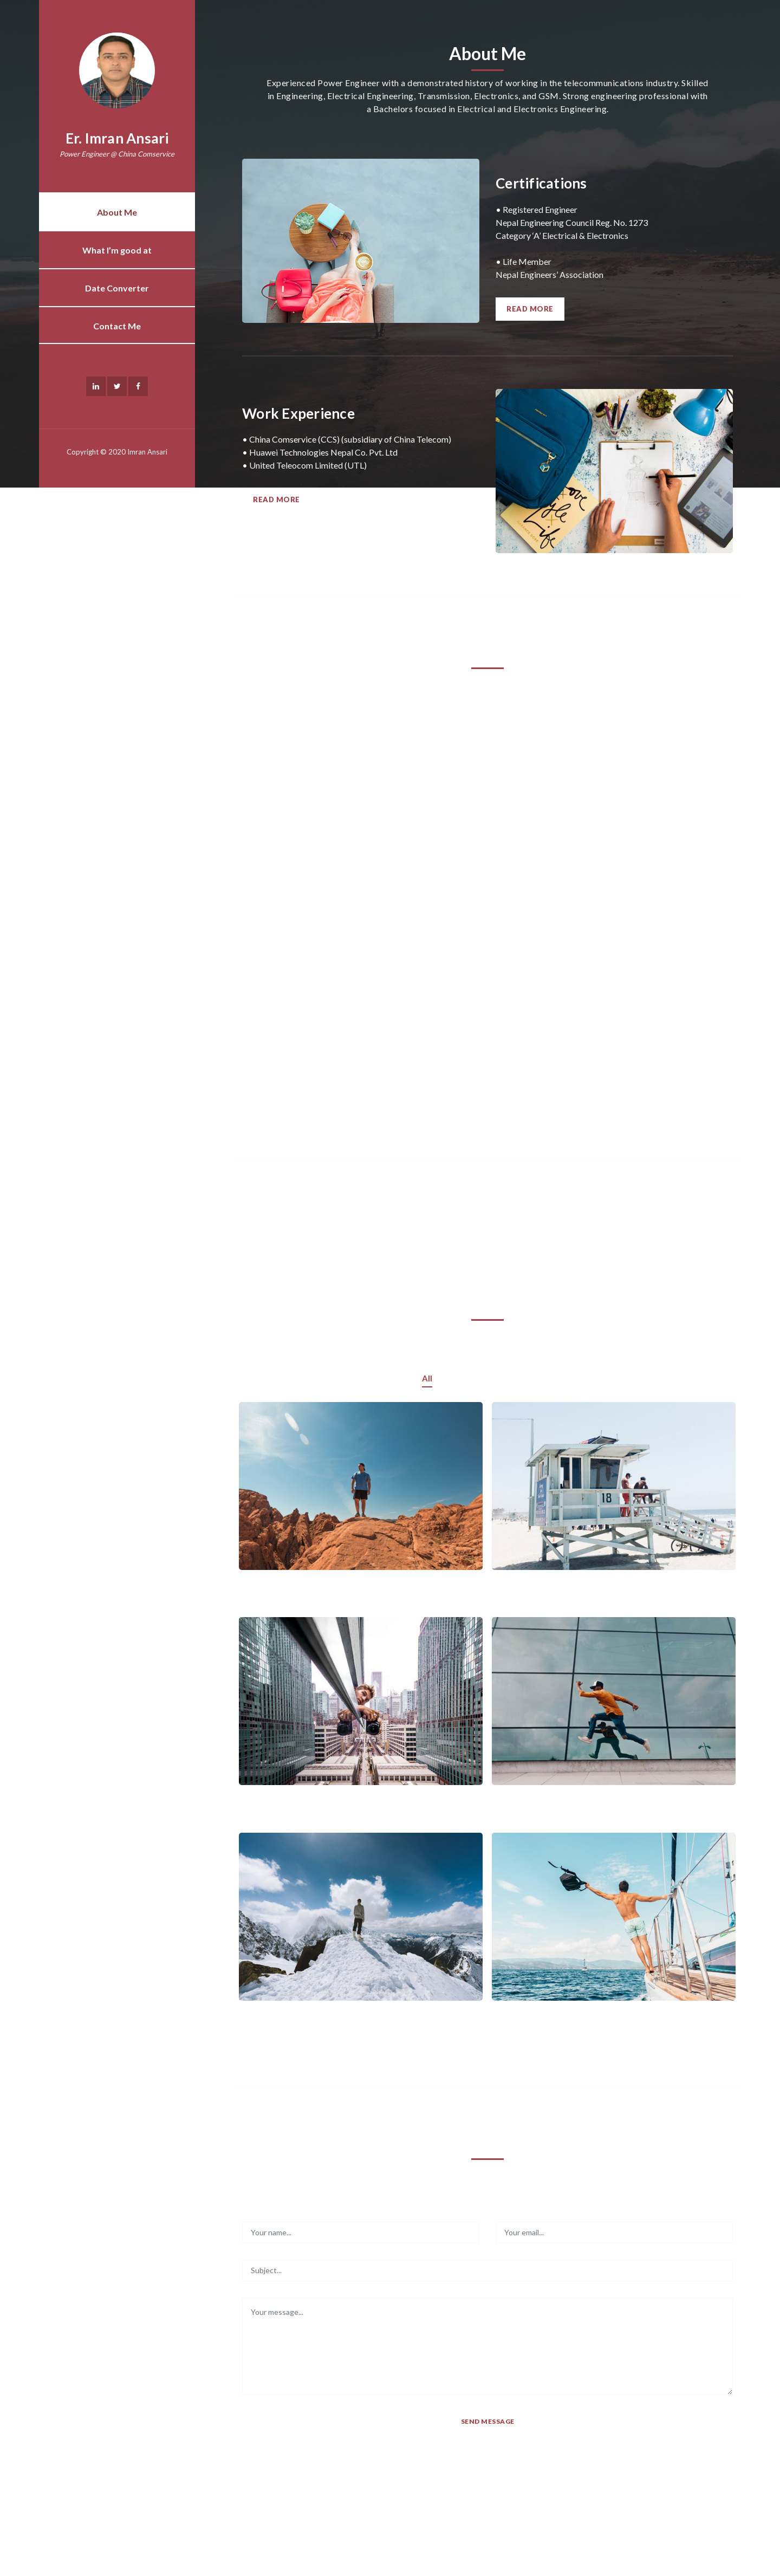 Er. Imran Ansari
Power Engineer @ China Comservice
About Me
What I'm good at
Date Converter
Contact Me
Copyright © 2020 Imran Ansari
About Me
Experienced Power Engineer with a demonstrated history of working in the telecommunications industry. Skilled
in Engineering, Electrical Engineering, Transmission, Electronics, and GSM. Strong engineering professional with
a Bachelors focused in Electrical and Electronics Engineering.
Certifications
• Registered Engineer
Nepal Engineering Council Reg. No. 1273
Category 'A' Electrical & Electronics
• Life Member
Nepal Engineers' Association
READ MORE
Work Experience
• China Comservice (CCS) (subsidiary of China Telecom)
• Huawei Technologies Nepal Co. Pvt. Ltd
• United Teleocom Limited (UTL)
READ MORE
Love
Life
All
18
Your name...
Your email...
Subject...
Your message...
SEND MESSAGE